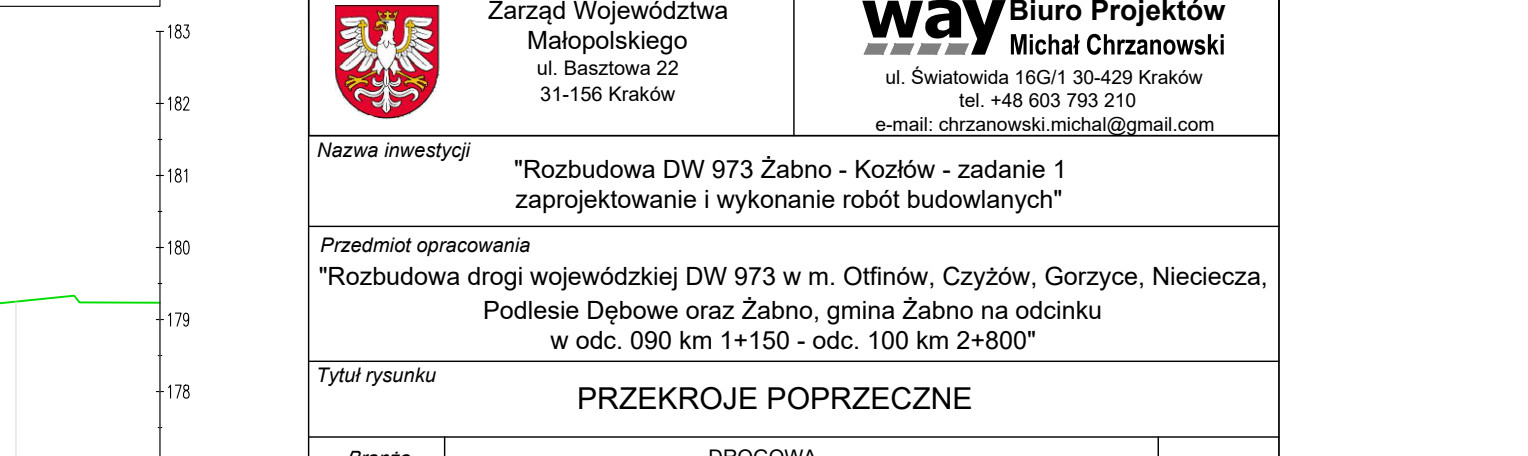 183
182
181
180
179
178
Zarząd Województwa
Małopolskiego
ul. Basztowa 22
31-156 Kraków
way Biuro Projektów
Michał Chrzanowski
ul. Światowida 16G/1 30-429 Kraków
tel. +48 603 793 210
e-mail: chrzanowski.michal@gmail.com
Nazwa inwestycji
"Rozbudowa DW 973 Żabno - Kozłów - zadanie 1
zaprojektowanie i wykonanie robót budowlanych"
Przedmiot opracowania
"Rozbudowa drogi wojewódzkiej DW 973 w m. Otfinów, Czyżów, Gorzyce, Nieciecza,
Podlesie Dębowe oraz Żabno, gmina Żabno na odcinku
w odc. 090 km 1+150 - odc. 100 km 2+800"
Tytuł rysunku
PRZEKROJE POPRZECZNE
Branża
DROGOWA